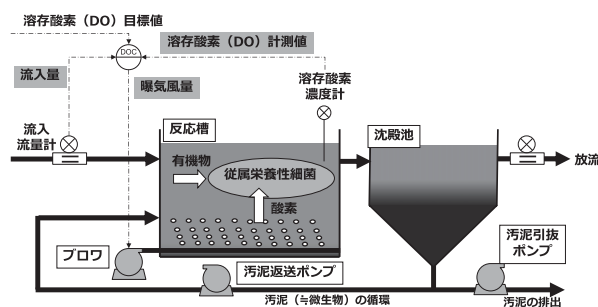 溶存酸素（DO）目標値
溶存酸素（DO）計測値
DOC
流入量
曝気風量
溶存酸素
濃度計
流入
流量計
反応槽
沈殿池
有機物
従属栄養性細菌
放流
酸素
ブロワ
汚泥返送ポンプ
汚泥引抜
ポンプ
汚泥（≒微生物）の循環
汚泥の排出